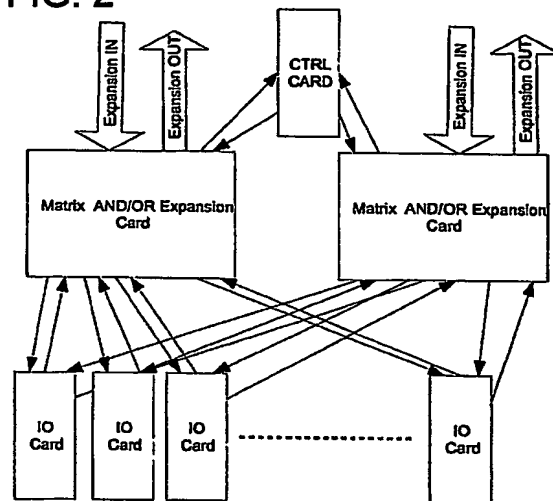 FIG. 2
Expansion IN
Expansion OUT
CTRL
CARD
Expansion IN
Expansion OUT
Matrix AND/OR Expansion
Card
Matrix AND/OR Expansion
Card
IO
Card
IO
Card
IO
Card
IO
Card